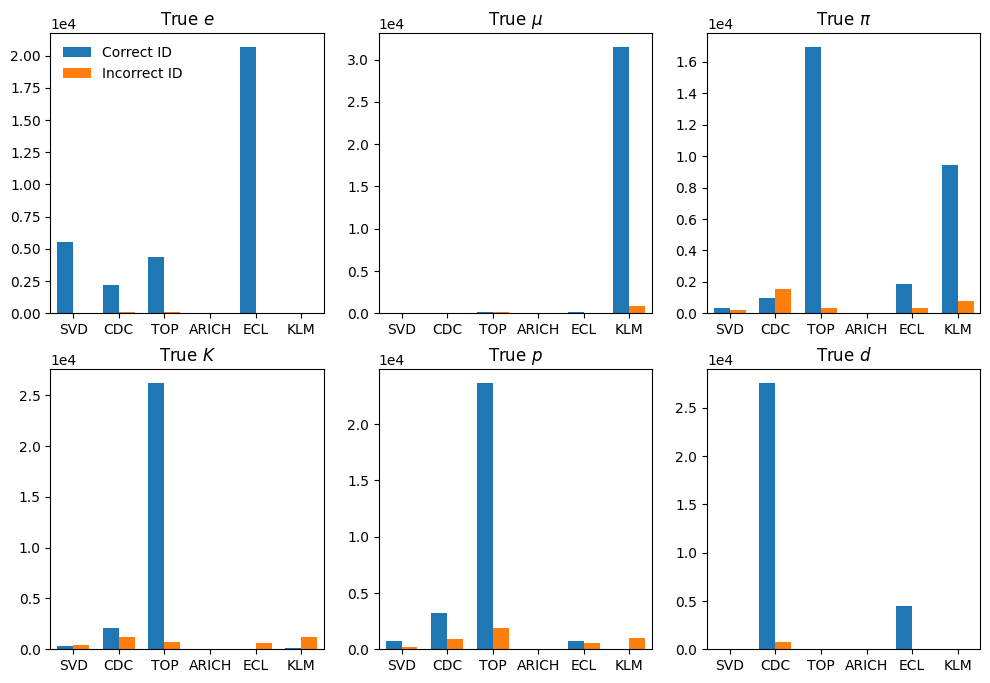 True e
1e4
2.00
1.75
1.50
1.25
1.00
0.75
0.50
0.25
0.00
Correct ID
Incorrect ID
SVD CDC TOP ARICH ECL KLM
True μ
1e4
3.0
2.5
2.0
1.5
1.0
0.5
0.0
SVD CDC TOP ARICH ECL KLM
True π
1e4
1.6
1.4
1.2
1.0
0.8
0.6
0.4
0.2
0.0
SVD CDC TOP ARICH ECL KLM
True K
1e4
2.5
2.0
1.5
1.0
0.5
0.0
SVD CDC TOP ARICH ECL KLM
True p
1e4
2.0
1.5
1.0
0.5
0.0
SVD CDC TOP ARICH ECL KLM
True d
1e4
2.5
2.0
1.5
1.0
0.5
0.0
SVD CDC TOP ARICH ECL KLM